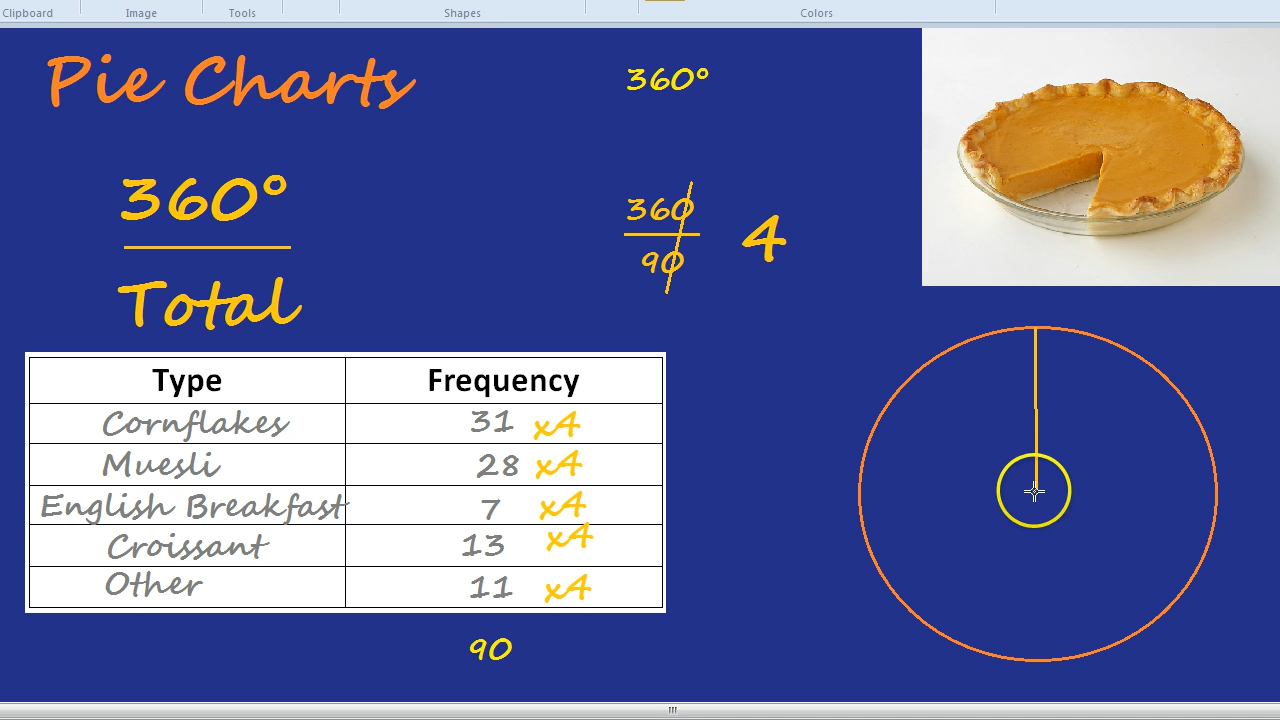 Clipboard Image Tools Shapes Colors
Pie Charts
360°
360°
Total
360
90
4
Type Frequency
Cornflakes 31 x4
Muesli 28 x4
English Breakfast 7 x4
Croissant 13 x4
Other 11 x4
90